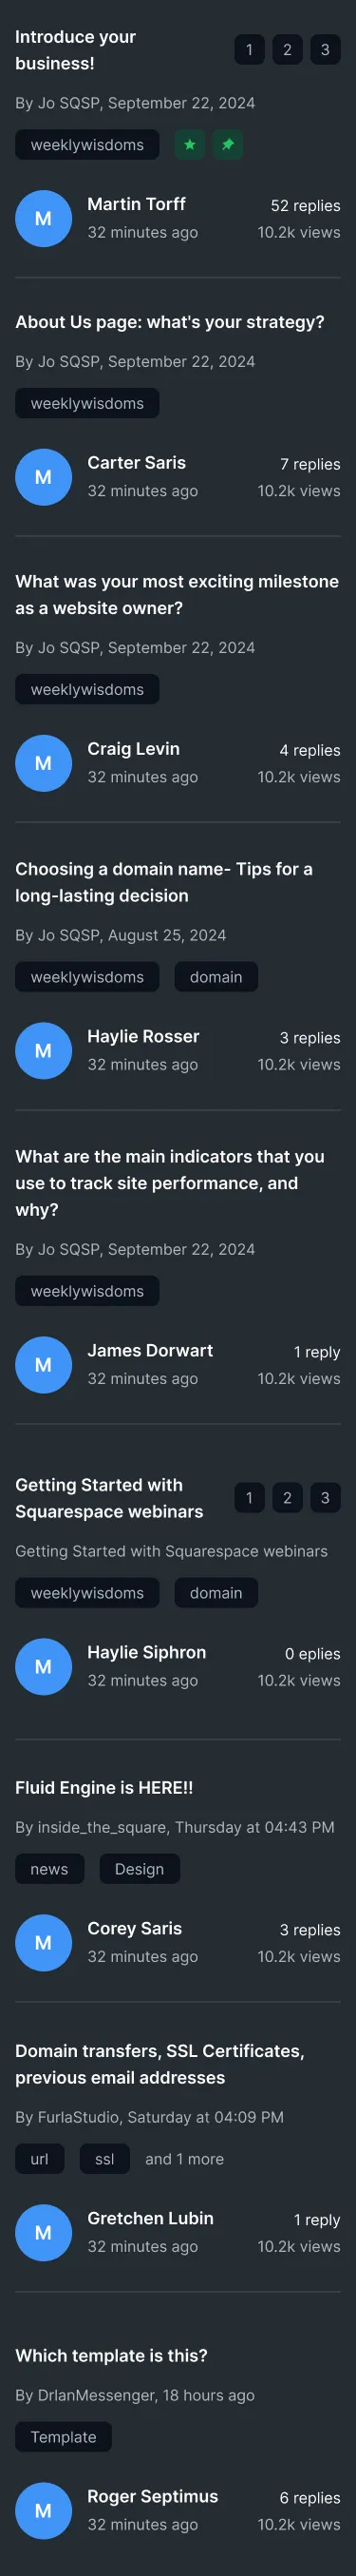 Introduce your
business!
1 2 3
By Jo SQSP, September 22, 2024
weeklywisdoms
M
Martin Torff
52 replies
32 minutes ago
10.2k views
About Us page: what's your strategy?
By Jo SQSP, September 22, 2024
weeklywisdoms
M
Carter Saris
7 replies
32 minutes ago
10.2k views
What was your most exciting milestone
as a website owner?
By Jo SQSP, September 22, 2024
weeklywisdoms
M
Craig Levin
4 replies
32 minutes ago
10.2k views
Choosing a domain name- Tips for a
long-lasting decision
By Jo SQSP, August 25, 2024
weeklywisdoms domain
M
Haylie Rosser
3 replies
32 minutes ago
10.2k views
What are the main indicators that you
use to track site performance, and
why?
By Jo SQSP, September 22, 2024
weeklywisdoms
M
James Dorwart
1 reply
32 minutes ago
10.2k views
Getting Started with
Squarespace webinars
1 2 3
Getting Started with Squarespace webinars
weeklywisdoms domain
M
Haylie Siphron
0 eplies
32 minutes ago
10.2k views
Fluid Engine is HERE!!
By inside_the_square, Thursday at 04:43 PM
news Design
M
Corey Saris
3 replies
32 minutes ago
10.2k views
Domain transfers, SSL Certificates,
previous email addresses
By FurlaStudio, Saturday at 04:09 PM
url ssl and 1 more
M
Gretchen Lubin
1 reply
32 minutes ago
10.2k views
Which template is this?
By DrlanMessenger, 18 hours ago
Template
M
Roger Septimus
6 replies
32 minutes ago
10.2k views